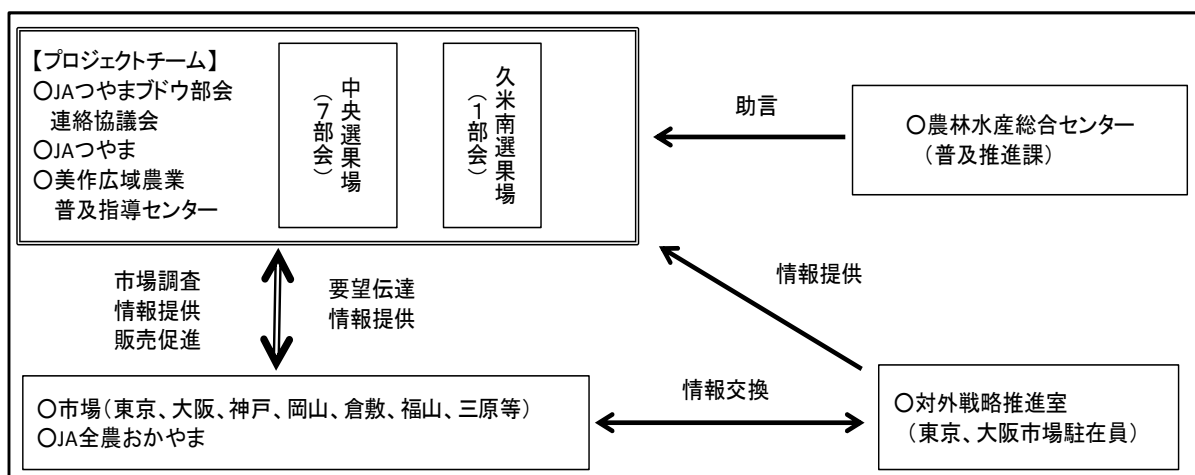 【プロジェクトチーム】
○JAつやまブドウ部会
連絡協議会
○JAつやま
○美作広域農業
普及指導センター
中央選果場
（７部会）
久米南選果場
（１部会）
助言
○農林水産総合センター
（普及推進課）
市場調査
情報提供
販売促進
要望伝達
情報提供
情報提供
○市場（東京、大阪、神戸、岡山、倉敷、福山、三原等）
○JA全農おかやま
情報交換
○対外戦略推進室
（東京、大阪市場駐在員）